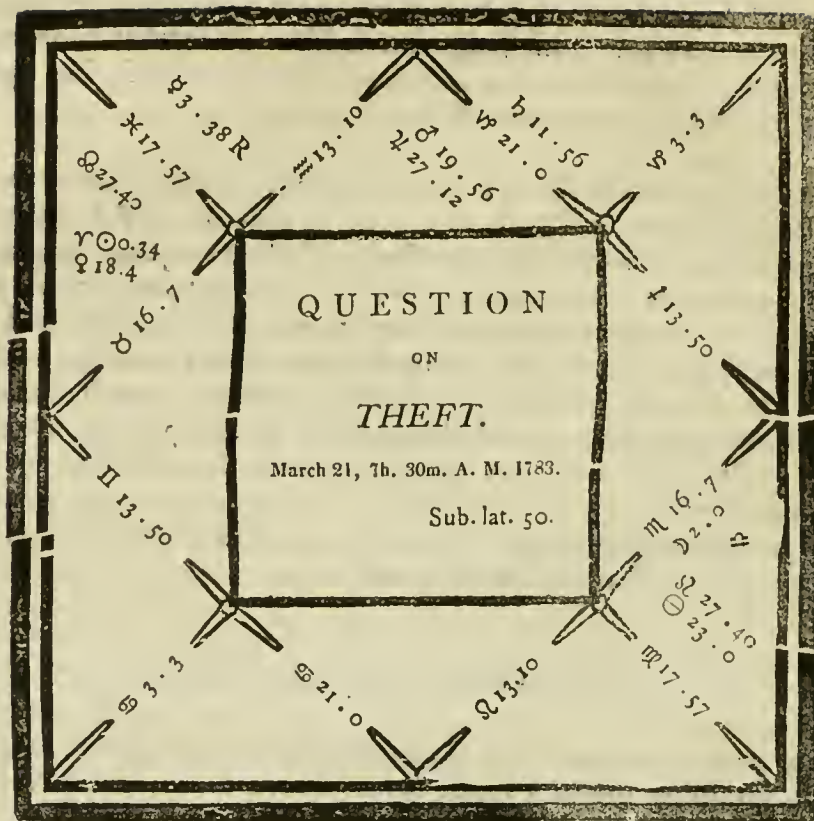 ☿ 3.38 R
♓ 17.57
☊ 27.40
♈ ☉ 0.34
♀ 18.4
♉ 16.7
♒ 13.10
♂ 19.56
♃ 27.12
♄ 11.56
♑ 21.0
♑ 3.3
♐ 13.50
QUESTION
ON
THEFT.
March 21, 7h. 30m. A. M. 1783.
Sub. lat. 50.
♊ 13.50
♋ 3.3
♋ 21.0
♌ 13.10
♏ 16.7
☽ 2.0 ♎
☋ 27.40
⊖ 23.0
♍ 17.57